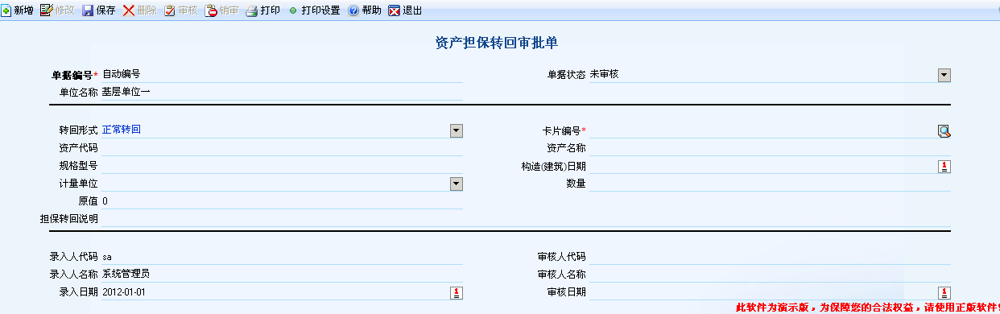 新增 修改 保存 删除 审核 销审 打印 打印设置 帮助 退出
资产担保转回审批单
单据编号* 自动编号 单据状态 未审核
单位名称 基层单位一
转回形式 正常转回 卡片编号*
资产代码 资产名称
规格型号 构造(建筑)日期 1
计量单位 数量
原值 0
担保转回说明
录入人代码 sa 审核人代码
录入人名称 系统管理员 审核人名称
录入日期 2012-01-01 1 审核日期 1
此软件为演示版，为保障您的合法权益，请使用正版软件